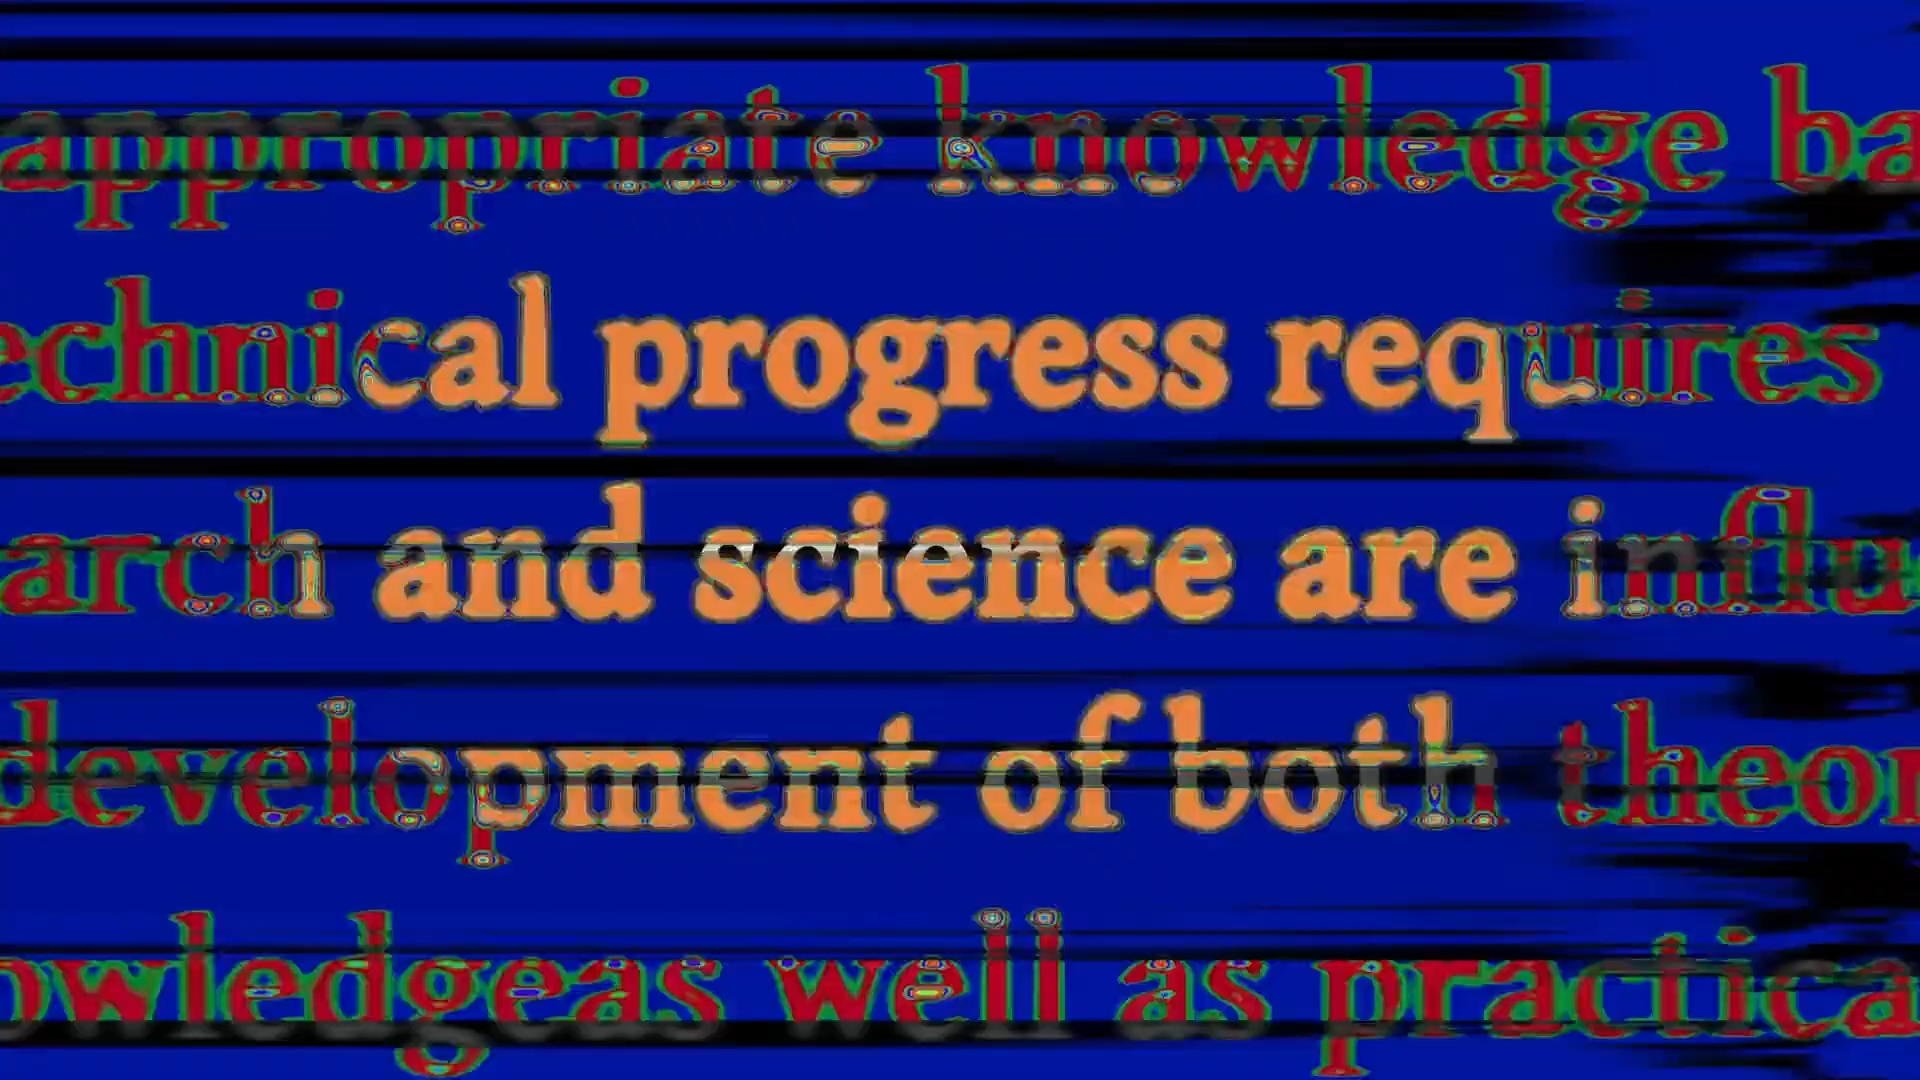 appropriate knowledge ba
echnical progress requires
arch and science are influ
development of both theor
owledgeas well as practica